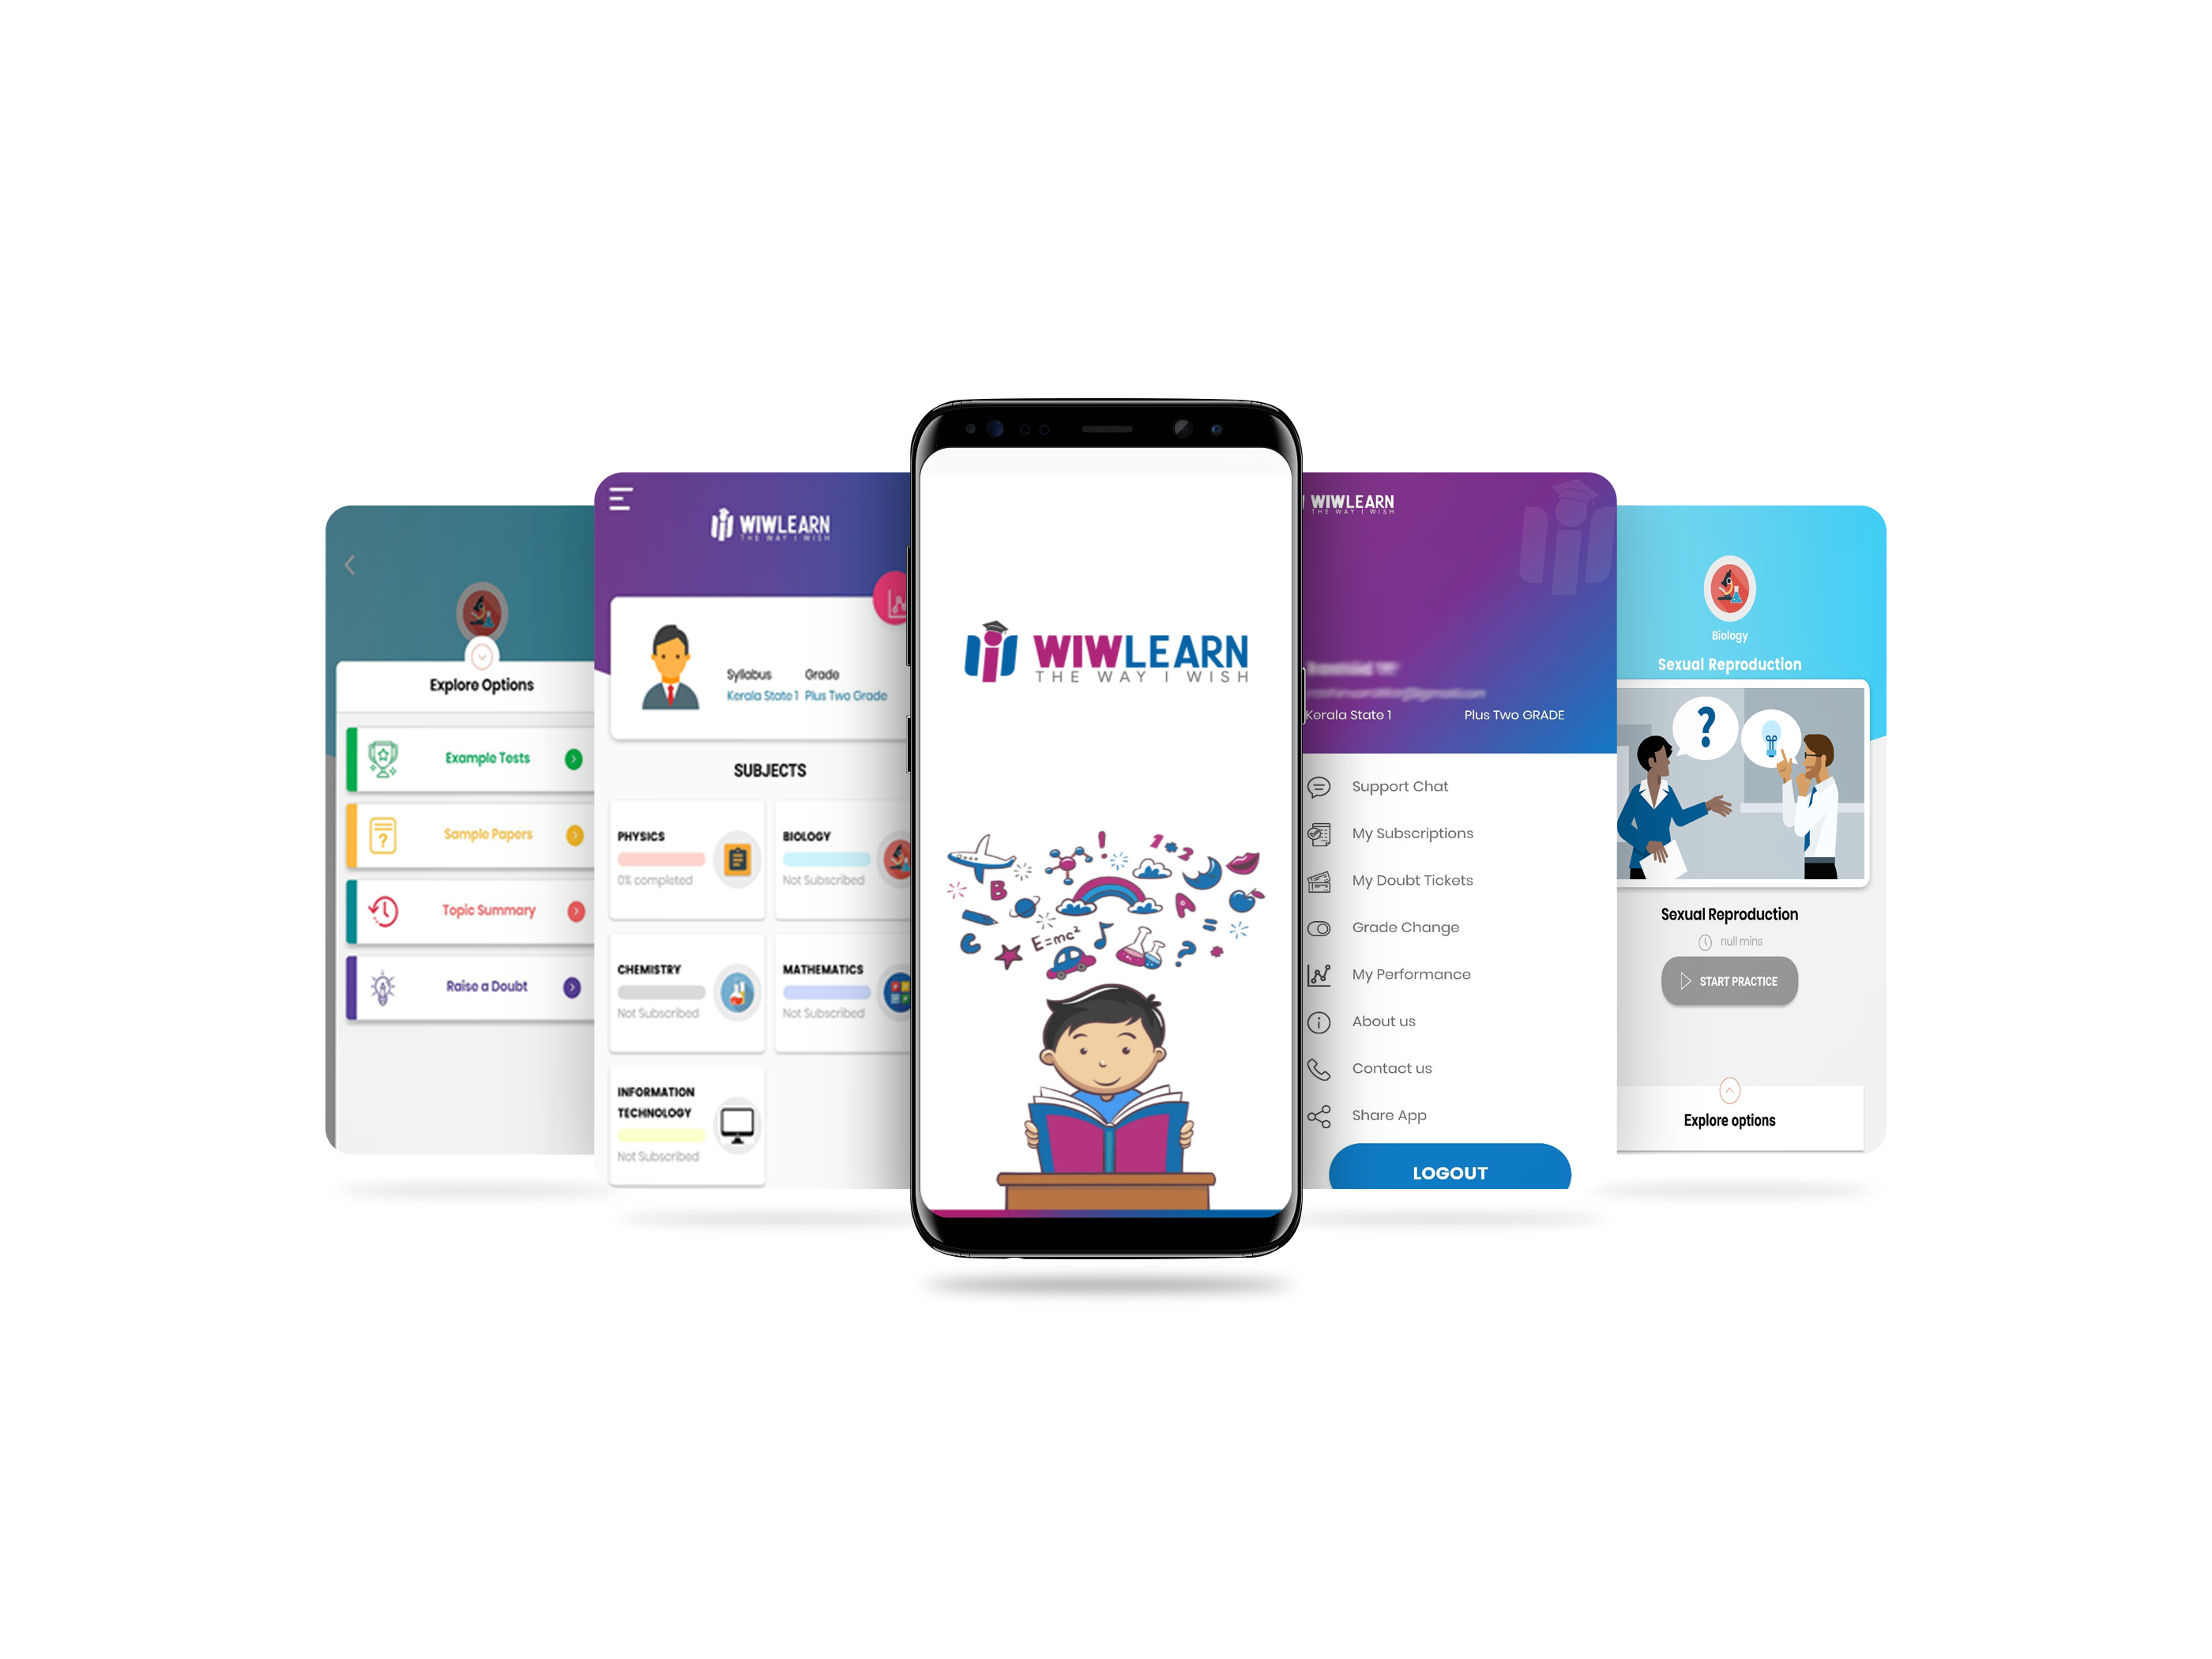 Explore Options
Example Tests
Sample Papers
Topic Summary
Raise a Doubt
WIWLEARN
THE WAY I WISH
Syllabus Grade
Kerala State 1 Plus Two Grade
SUBJECTS
PHYSICS
0% completed
BIOLOGY
Not Subscribed
CHEMISTRY
Not Subscribed
MATHEMATICS
Not Subscribed
INFORMATION
TECHNOLOGY
Not Subscribed
WIWLEARN
THE WAY I WISH
! 1 * 2
B
A
C
E=mc²
=
?
*
WIWLEARN
THE WAY I WISH
Kerala State 1 Plus Two GRADE
Support Chat
My Subscriptions
My Doubt Tickets
Grade Change
My Performance
About us
Contact us
Share App
LOGOUT
Biology
Sexual Reproduction
?
Sexual Reproduction
null mins
START PRACTICE
Explore options